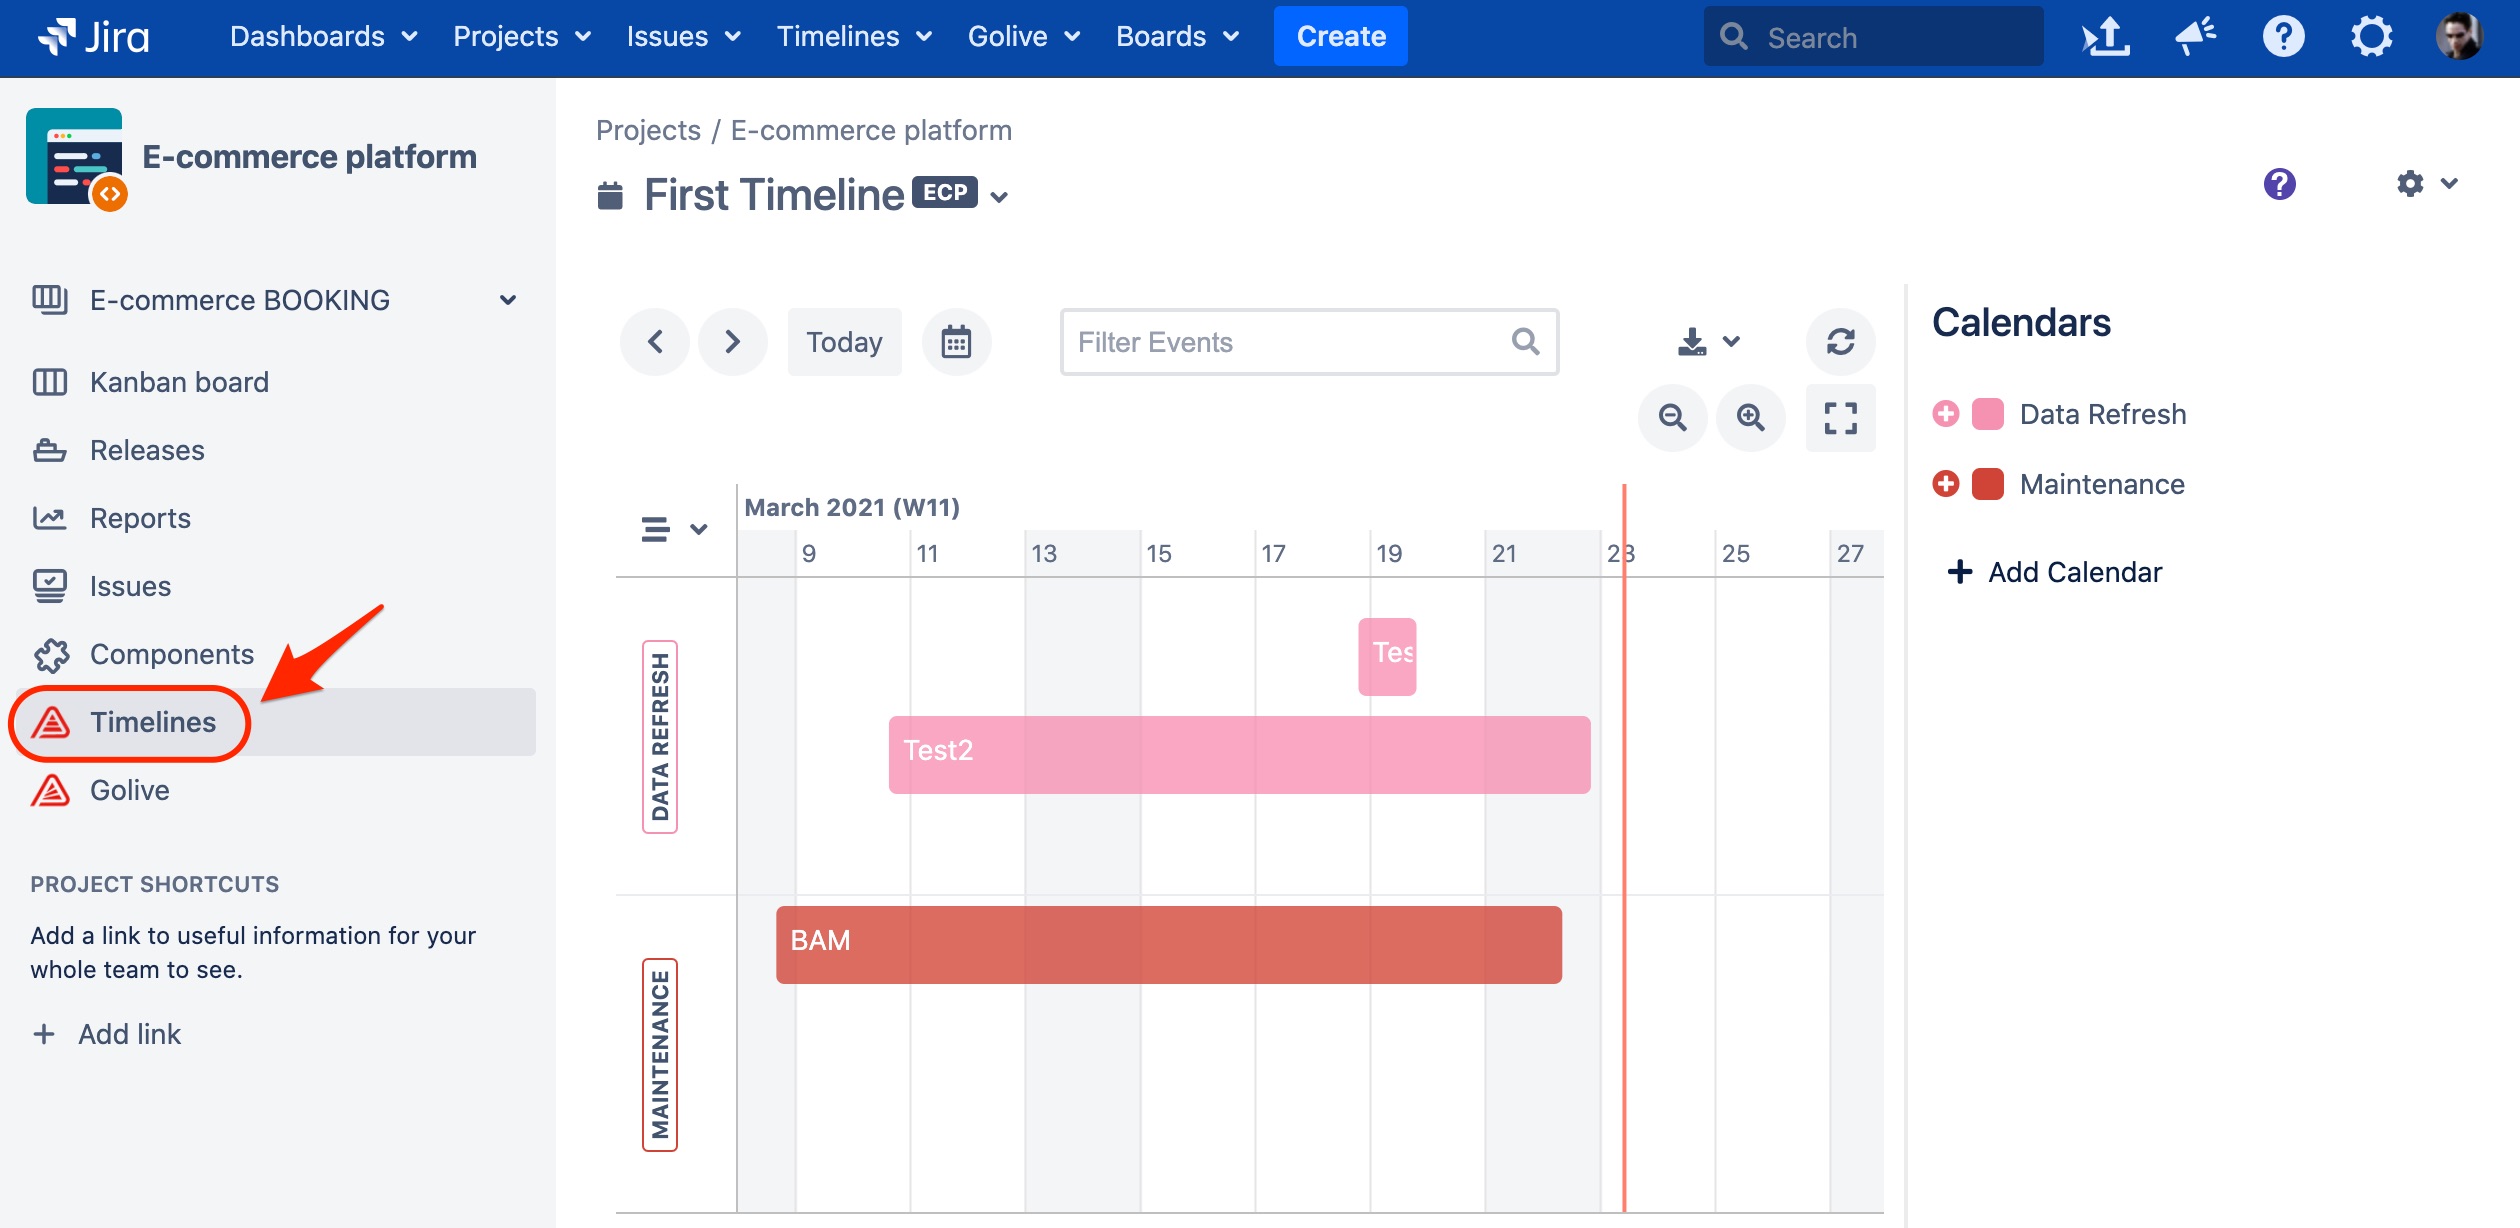 Jira
Dashboards Projects Issues Timelines Golive Boards Create Search
E-commerce platform
E-commerce BOOKING
Kanban board
Releases
Reports
Issues
Components
Timelines
Golive
PROJECT SHORTCUTS
Add a link to useful information for your
whole team to see.
+ Add link
Projects / E-commerce platform
First Timeline ECP
Today Filter Events
March 2021 (W11)
9 11 13 15 17 19 21 23 25 27
DATA REFRESH
Tes
Test2
MAINTENANCE
BAM
Calendars
Data Refresh
Maintenance
+ Add Calendar